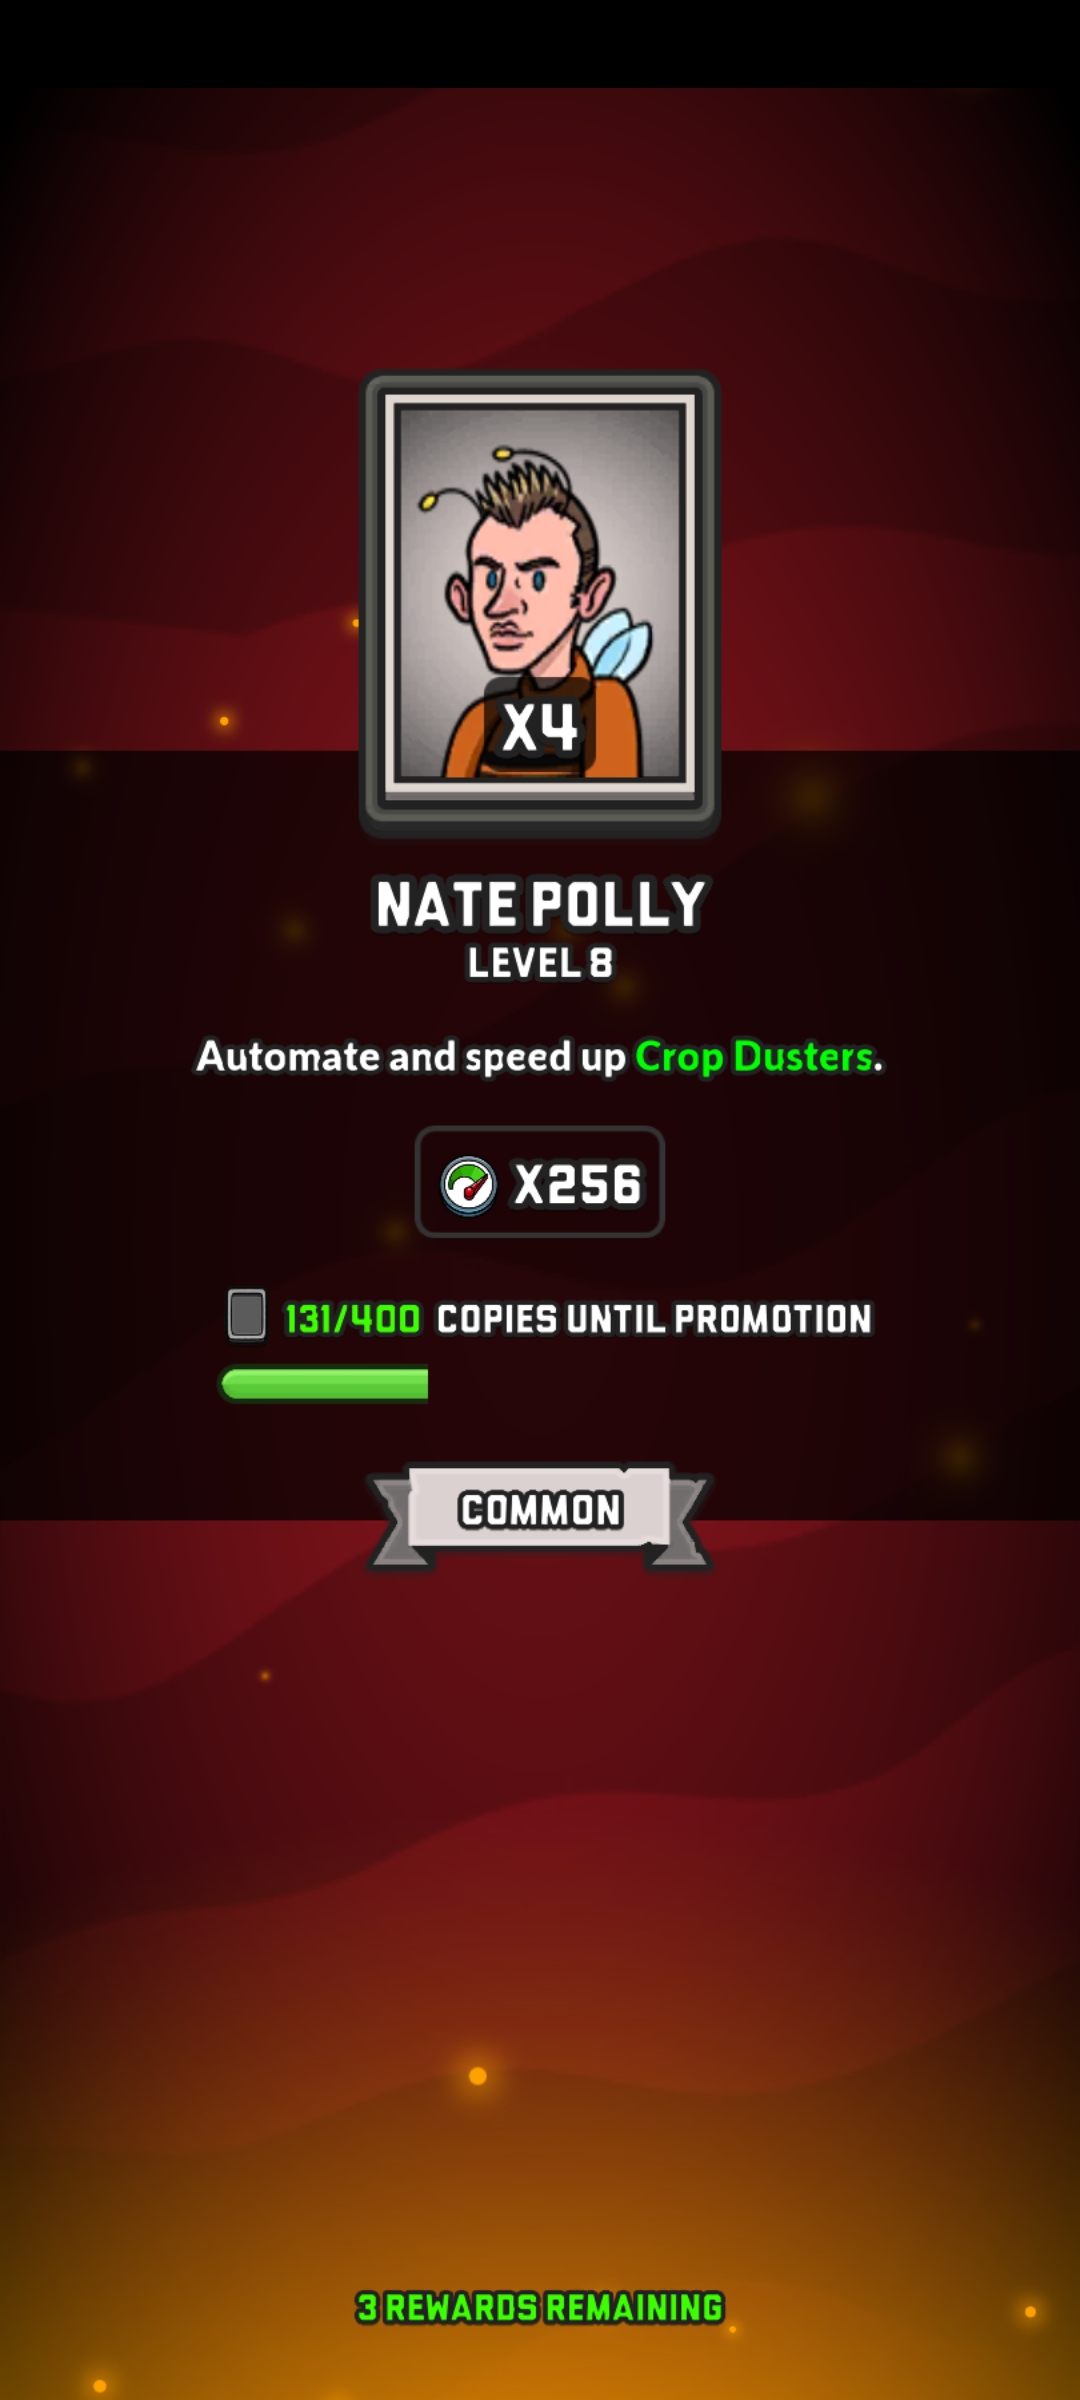 X4
NATE POLLY
LEVEL 8
Automate and speed up Crop Dusters.
X256
131/400 COPIES UNTIL PROMOTION
COMMON
3 REWARDS REMAINING